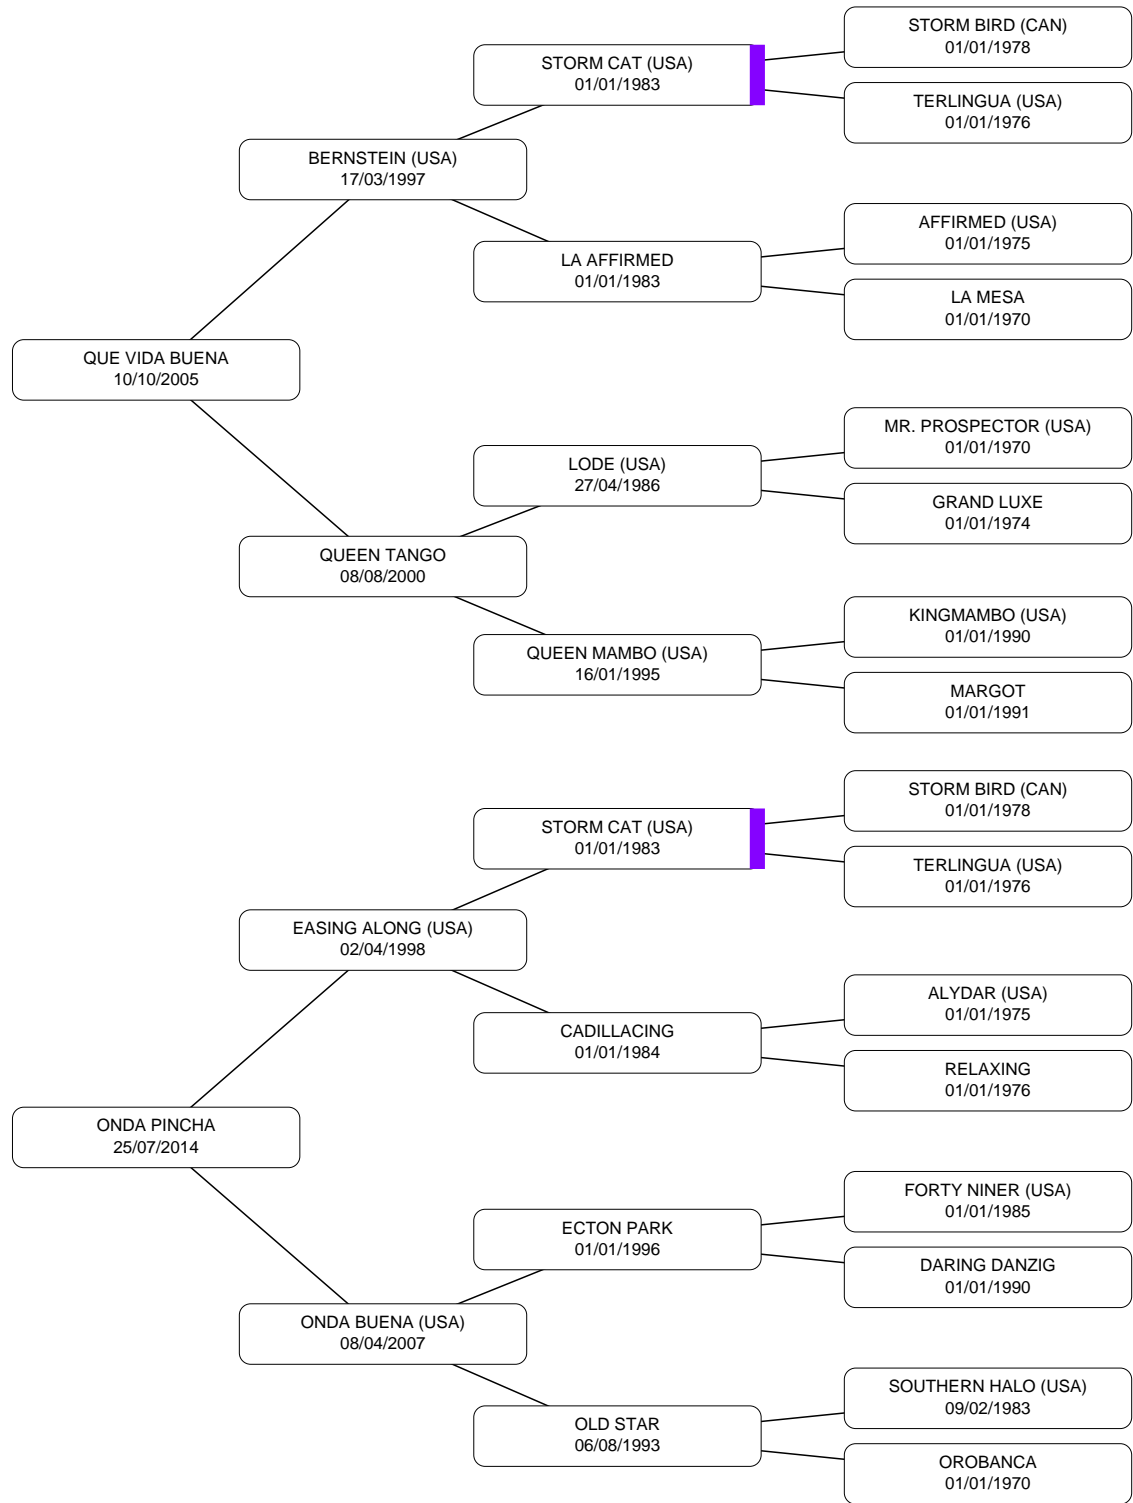 STORM BIRD (CAN)
01/01/1978
STORM CAT (USA)
01/01/1983
TERLINGUA (USA)
01/01/1976
BERNSTEIN (USA)
17/03/1997
AFFIRMED (USA)
01/01/1975
LA AFFIRMED
01/01/1983
LA MESA
01/01/1970
QUE VIDA BUENA
10/10/2005
MR. PROSPECTOR (USA)
01/01/1970
LODE (USA)
27/04/1986
GRAND LUXE
01/01/1974
QUEEN TANGO
08/08/2000
KINGMAMBO (USA)
01/01/1990
QUEEN MAMBO (USA)
16/01/1995
MARGOT
01/01/1991
STORM BIRD (CAN)
01/01/1978
STORM CAT (USA)
01/01/1983
TERLINGUA (USA)
01/01/1976
EASING ALONG (USA)
02/04/1998
ALYDAR (USA)
01/01/1975
CADILLACING
01/01/1984
RELAXING
01/01/1976
ONDA PINCHA
25/07/2014
FORTY NINER (USA)
01/01/1985
ECTON PARK
01/01/1996
DARING DANZIG
01/01/1990
ONDA BUENA (USA)
08/04/2007
SOUTHERN HALO (USA)
09/02/1983
OLD STAR
06/08/1993
OROBANCA
01/01/1970